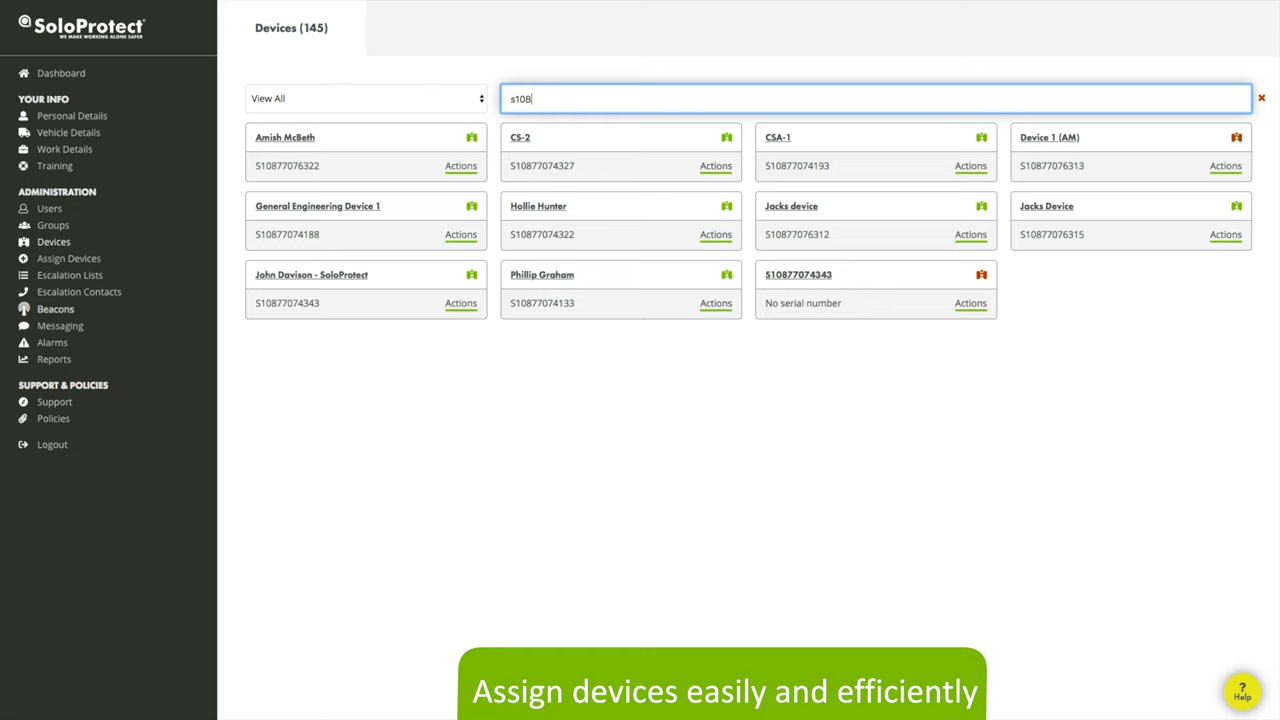 SoloProtect
WE MAKE WORKING ALONE SAFER
Dashboard
YOUR INFO
Personal Details
Vehicle Details
Work Details
Training
ADMINISTRATION
Users
Groups
Devices
Assign Devices
Escalation Lists
Escalation Contacts
Beacons
Messaging
Alarms
Reports
SUPPORT & POLICIES
Support
Policies
Logout
Devices (145)
View All
s108
Amish McBeth
S10877076322 Actions
CS-2
S10877074327 Actions
CSA-1
S10877074193 Actions
Device 1 (AM)
S10877076313 Actions
General Engineering Device 1
S10877074188 Actions
Hollie Hunter
S10877074322 Actions
Jacks device
S10877076312 Actions
Jacks Device
S10877076315 Actions
John Davison - SoloProtect
S10877074343 Actions
Phillip Graham
S10877074133 Actions
S10877074343
No serial number Actions
Assign devices easily and efficiently
?
Help